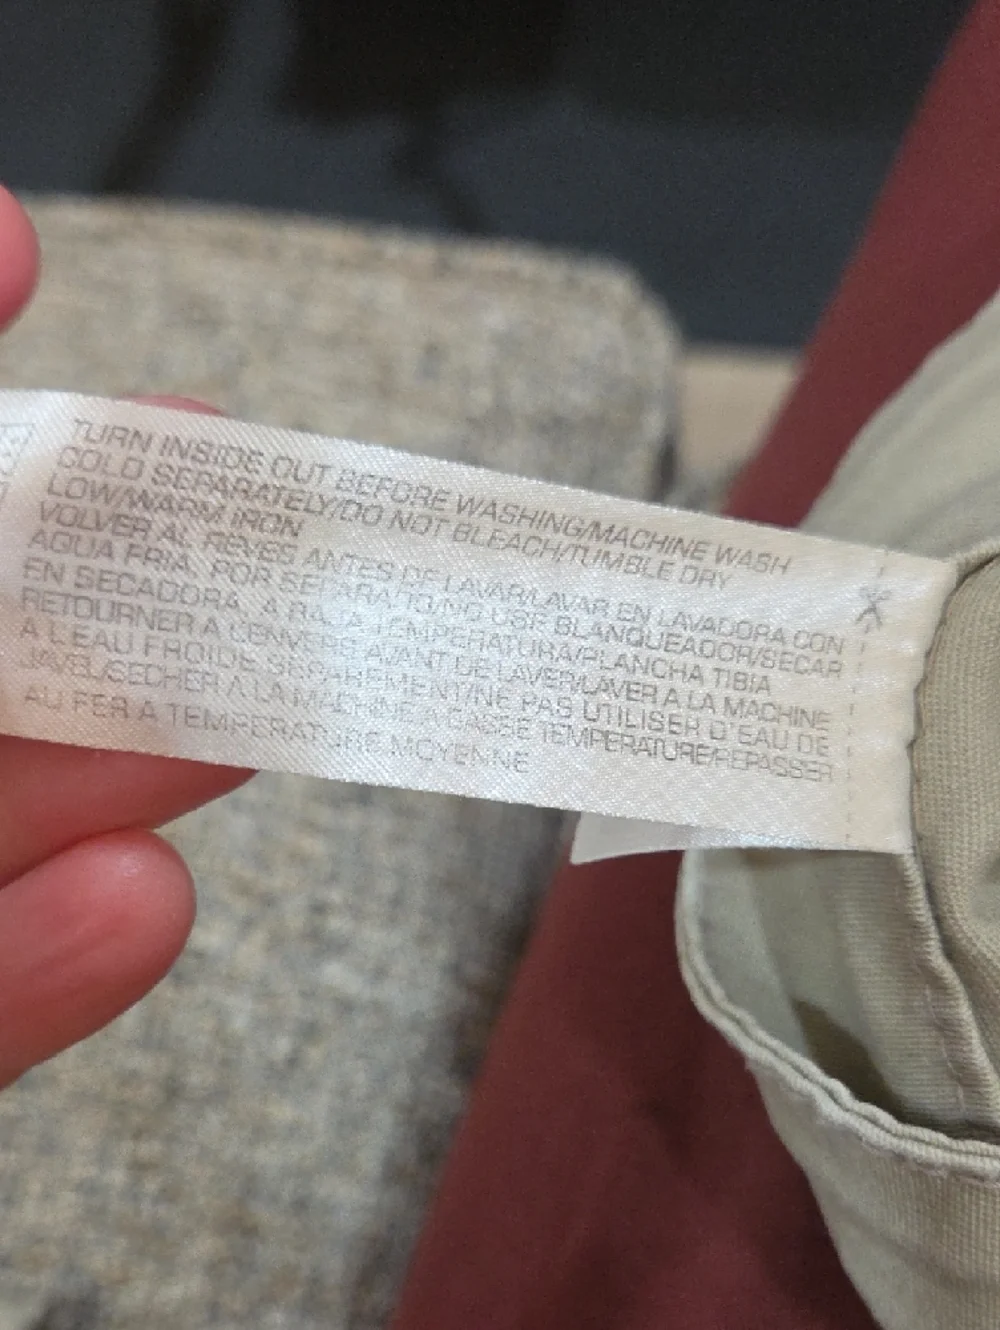 TURN INSIDE OUT BEFORE WASHING/MACHINE WASH
COLD SEPARATELY/DO NOT BLEACH/TUMBLE DRY
LOW/WARM IRON
VOLVER AL REVES ANTES DE LAVAR/LAVAR EN LAVADORA CON
AQUA FRIA, POR SEPARA/TO/NO USE BLANQUEADOR/SECAR
EN SECADORA, A BAJA TEMPERATURA/PLANCHA TIBIA
RETOURNER A L'ENVERS AVANT DE LAVER/LAVER A LA MACHINE
A L'EAU FROIDE SEPAREMENT/NE PAS UTILISER D'EAU DE
JAVEL/SECHER A LA MACHINE A BASSE TEMPERATURE/REPASSER
AU FER A TEMPERATURE MOYENNE